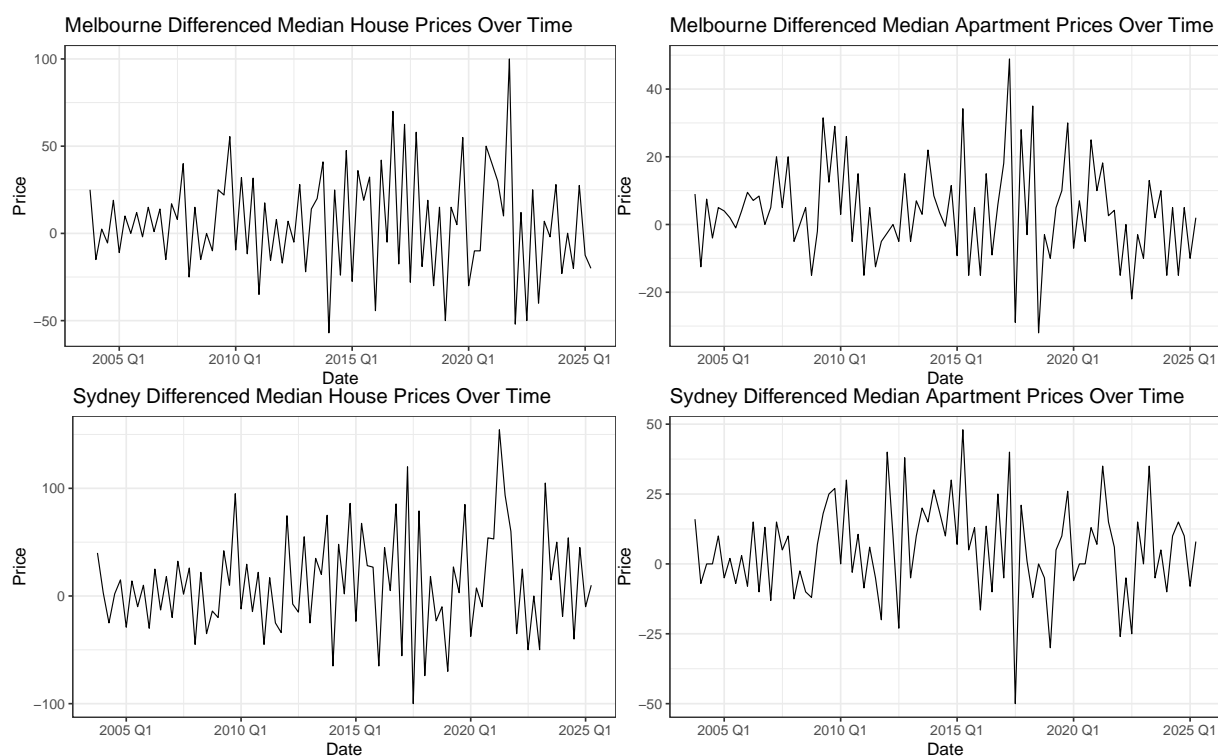 Melbourne Differenced Median House Prices Over Time
100
50
0
−50
Price
2005 Q1 2010 Q1 2015 Q1 2020 Q1 2025 Q1
Date
Melbourne Differenced Median Apartment Prices Over Time
40
20
0
−20
Price
2005 Q1 2010 Q1 2015 Q1 2020 Q1 2025 Q1
Date
Sydney Differenced Median House Prices Over Time
100
0
−100
Price
2005 Q1 2010 Q1 2015 Q1 2020 Q1 2025 Q1
Date
Sydney Differenced Median Apartment Prices Over Time
50
25
0
−25
−50
Price
2005 Q1 2010 Q1 2015 Q1 2020 Q1 2025 Q1
Date